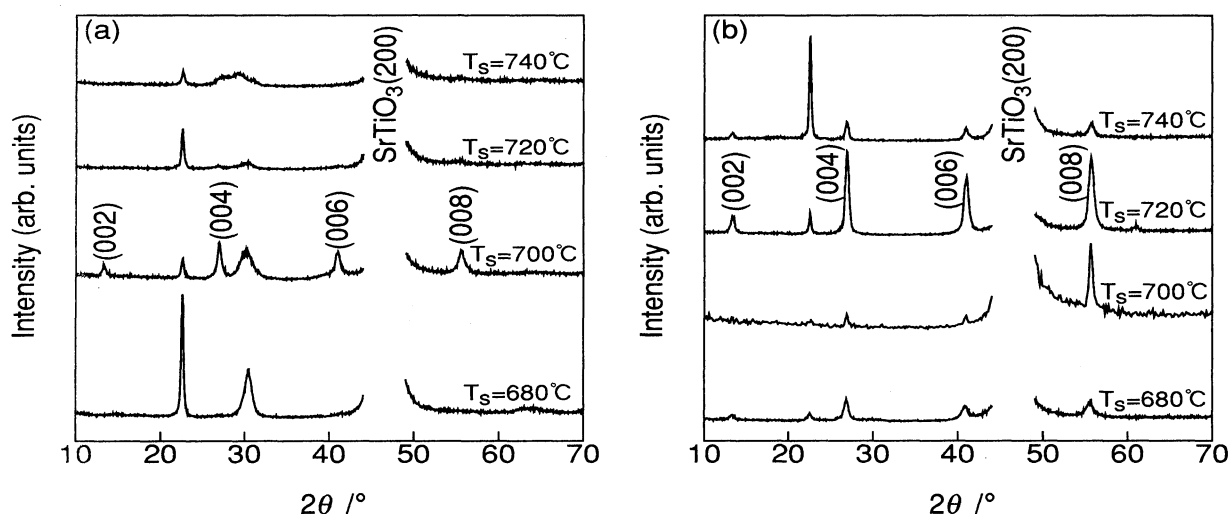 (a)
Intensity (arb. units)
SrTiO3(200)
Ts=740℃
Ts=720℃
(002)
(004)
(006)
(008)
Ts=700℃
Ts=680℃
10 20 30 40 50 60 70
2θ /°
(b)
Intensity (arb. units)
SrTiO3(200)
Ts=740℃
(002)
(004)
(006)
(008)
Ts=720℃
Ts=700℃
Ts=680℃
10 20 30 40 50 60 70
2θ /°